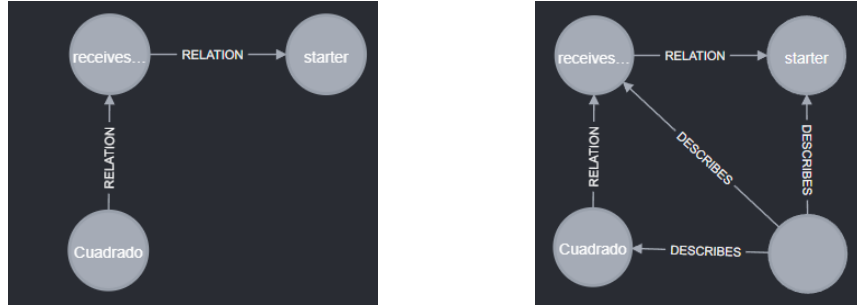 receives...
RELATION
starter
RELATION
Cuadrado
receives...
RELATION
starter
RELATION
DESCRIBES
DESCRIBES
Cuadrado
DESCRIBES